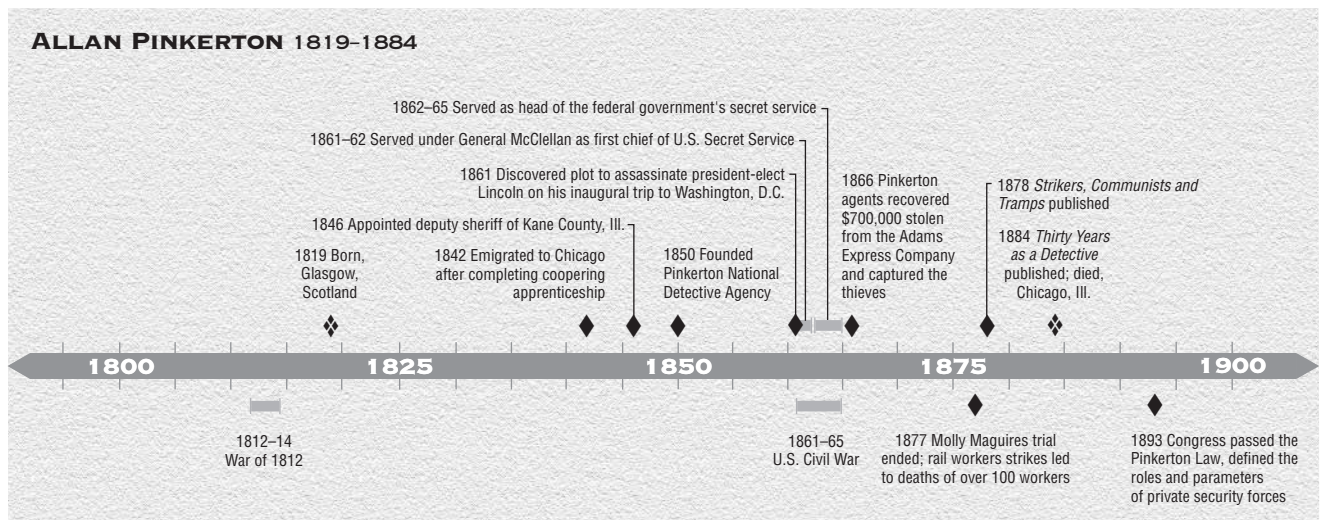 ALLAN PINKERTON 1819–1884
1862–65 Served as head of the federal government's secret service
1861–62 Served under General McClellan as first chief of U.S. Secret Service
1861 Discovered plot to assassinate president-elect
Lincoln on his inaugural trip to Washington, D.C.
1846 Appointed deputy sheriff of Kane County, Ill.
1819 Born,
Glasgow,
Scotland
1842 Emigrated to Chicago
after completing coopering
apprenticeship
1850 Founded
Pinkerton National
Detective Agency
1866 Pinkerton
agents recovered
$700,000 stolen
from the Adams
Express Company
and captured the
thieves
1878 Strikers, Communists and
Tramps published
1884 Thirty Years
as a Detective
published; died,
Chicago, Ill.
1800
1825
1850
1875
1900
1812–14
War of 1812
1861–65
U.S. Civil War
1877 Molly Maguires trial
ended; rail workers strikes led
to deaths of over 100 workers
1893 Congress passed the
Pinkerton Law, defined the
roles and parameters
of private security forces